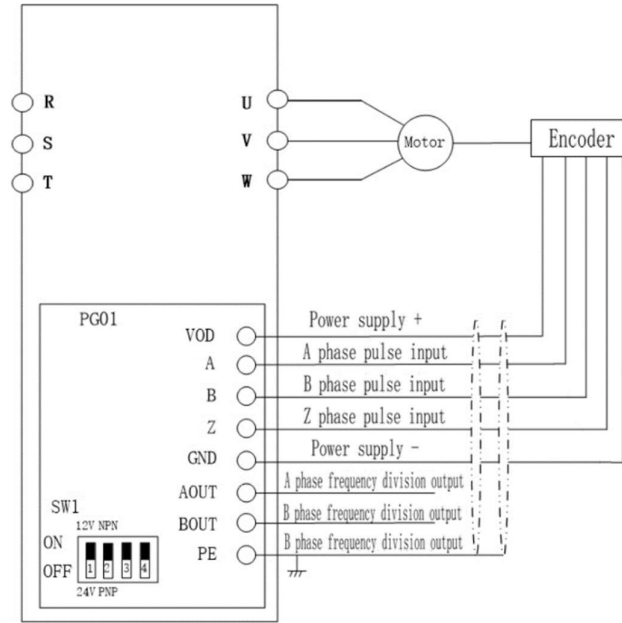 R
U
S
V
T
W
Motor
Encoder
PG01
VOD
Power supply +
A
A phase pulse input
B
B phase pulse input
Z
Z phase pulse input
GND
Power supply -
AOUT
A phase frequency division output
BOUT
B phase frequency division output
PE
B phase frequency division output
SW1
12V NPN
ON
OFF
1 2 3 4
24V PNP